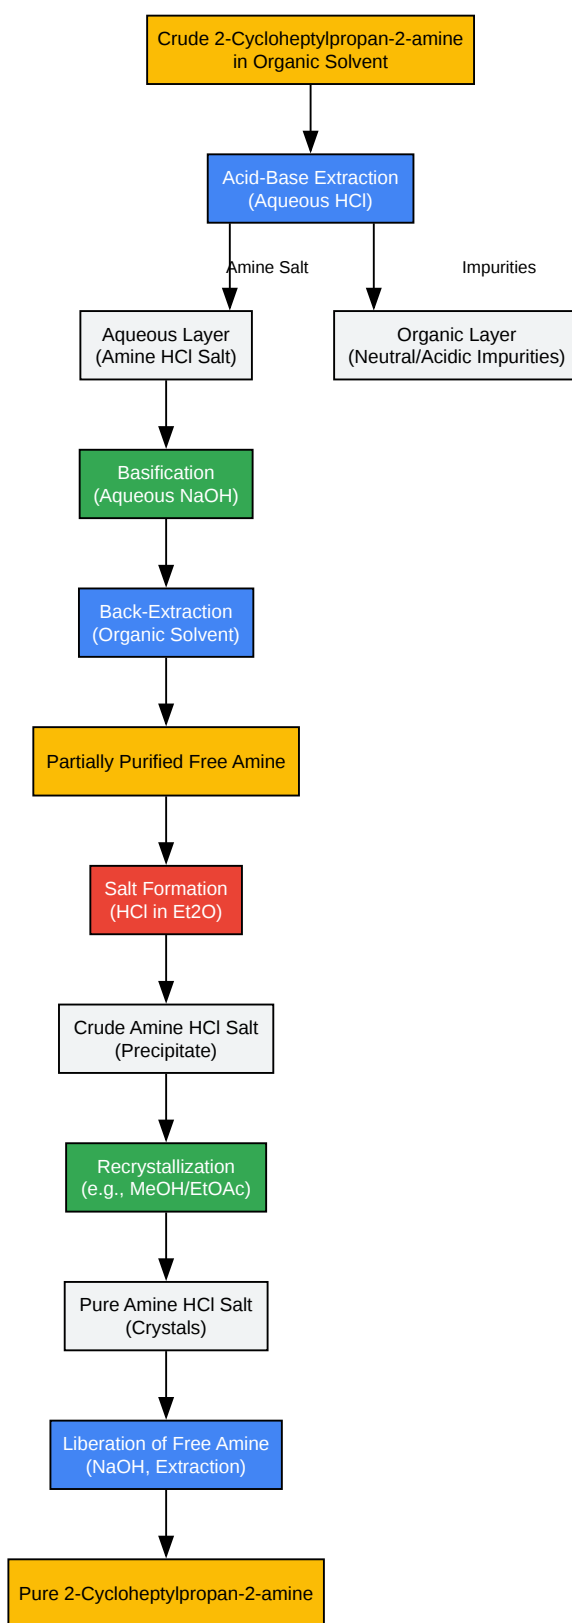 Crude 2-Cycloheptylpropan-2-amine
in Organic Solvent
Acid-Base Extraction
(Aqueous HCl)
Amine Salt
Impurities
Aqueous Layer
(Amine HCl Salt)
Organic Layer
(Neutral/Acidic Impurities)
Basification
(Aqueous NaOH)
Back-Extraction
(Organic Solvent)
Partially Purified Free Amine
Salt Formation
(HCl in Et2O)
Crude Amine HCl Salt
(Precipitate)
Recrystallization
(e.g., MeOH/EtOAc)
Pure Amine HCl Salt
(Crystals)
Liberation of Free Amine
(NaOH, Extraction)
Pure 2-Cycloheptylpropan-2-amine